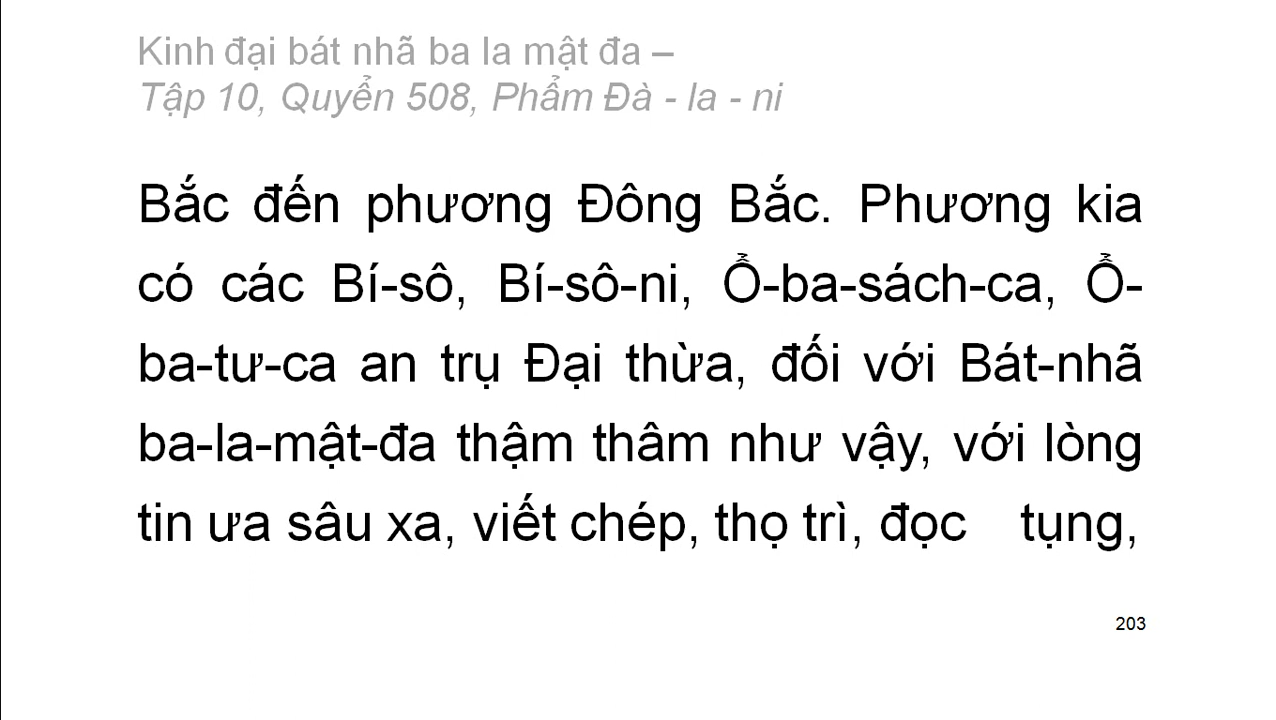 Kinh đại bát nhã ba la mật đa –
Tập 10, Quyển 508, Phẩm Đà - la - ni
Bắc đến phương Đông Bắc. Phương kia
có các Bí-sô, Bí-sô-ni, Ổ-ba-sách-ca, Ổ-
ba-tư-ca an trụ Đại thừa, đối với Bát-nhã
ba-la-mật-đa thậm thâm như vậy, với lòng
tin ưa sâu xa, viết chép, thọ trì, đọc tụng,
203